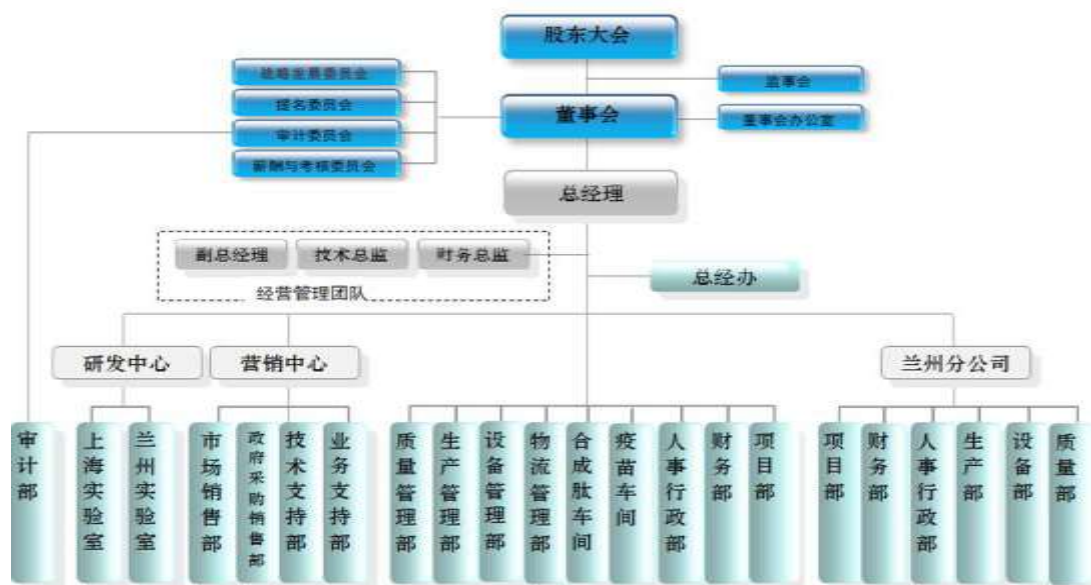 股东大会
战略发展委员会
监事会
提名委员会
董事会
董事会办公室
审计委员会
薪酬与考核委员会
总经理
副总经理
技术总监
财务总监
总经办
经营管理团队
研发中心
营销中心
兰州分公司
审计部
上海实验室
兰州实验室
市场销售部
政府采购销售部
技术支持部
业务支持部
质量管理部
生产管理部
设备管理部
物流管理部
合成肽车间
疫苗车间
人事行政部
财务部
项目部
项目部
财务部
人事行政部
生产部
设备部
质量部